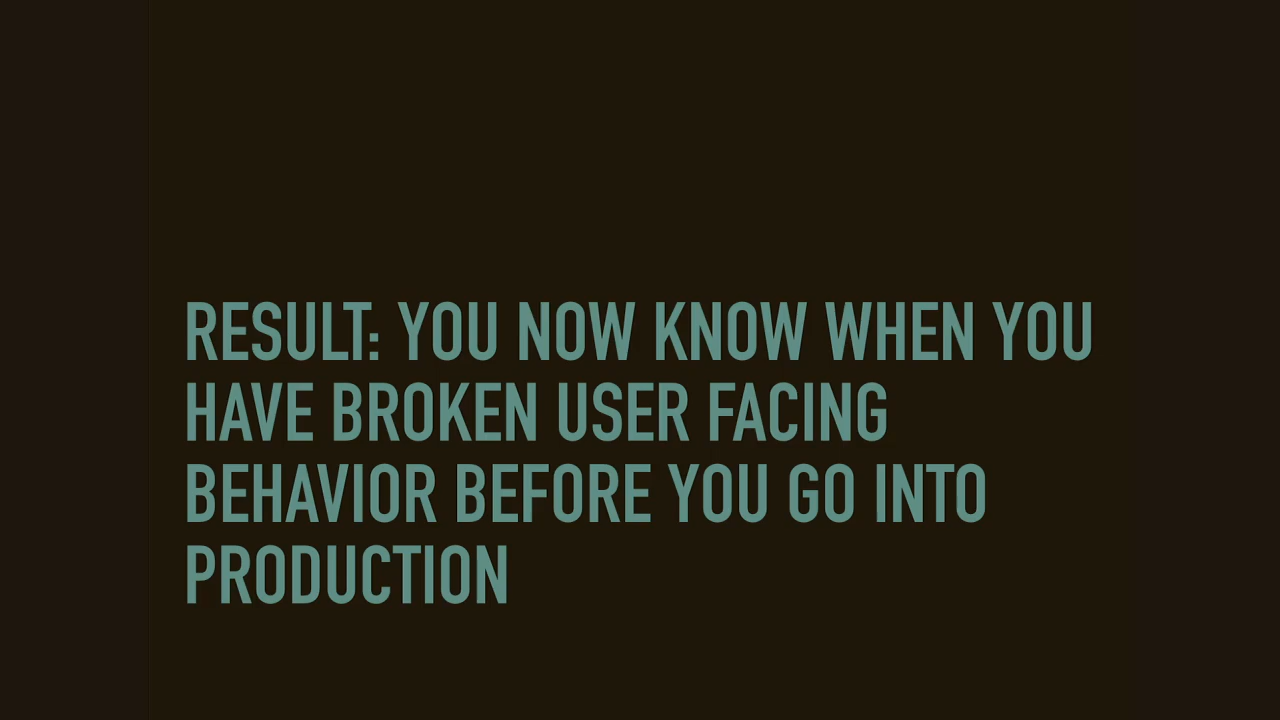 RESULT: YOU NOW KNOW WHEN YOU
HAVE BROKEN USER FACING
BEHAVIOR BEFORE YOU GO INTO
PRODUCTION